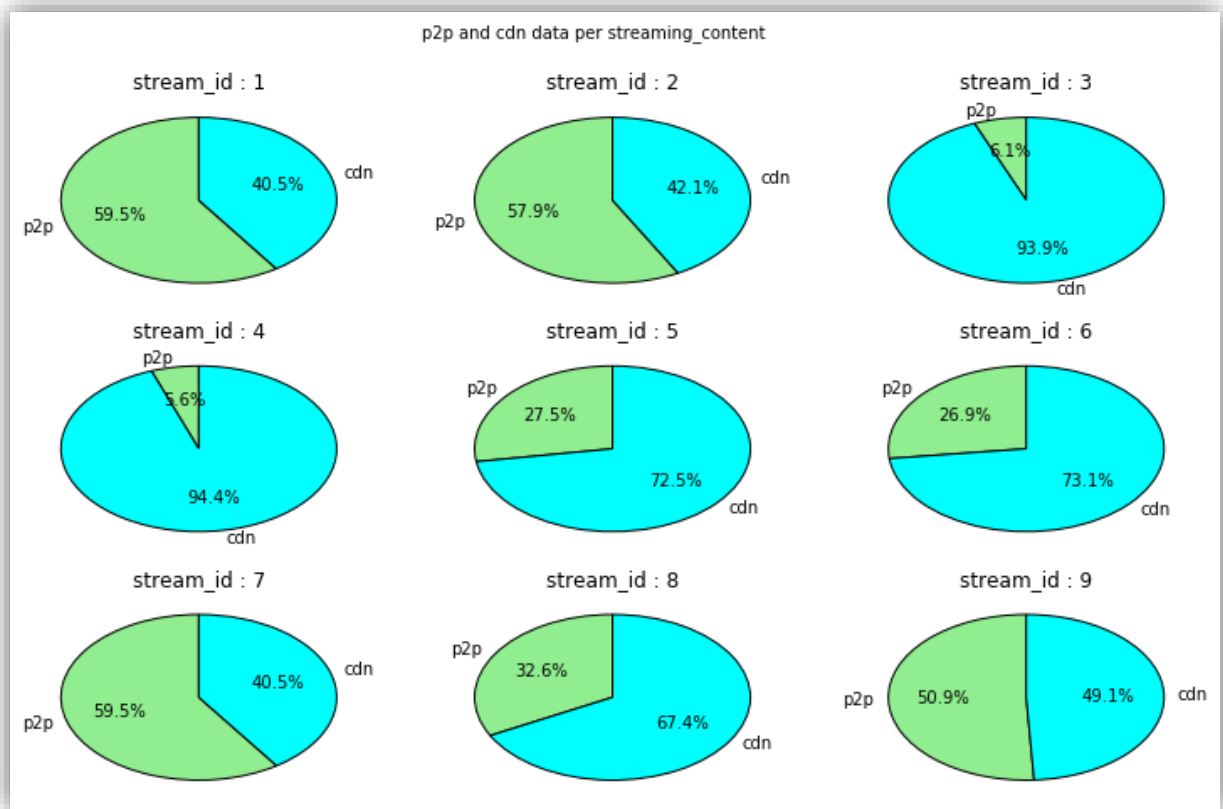 p2p and cdn data per streaming_content
stream_id : 1
cdn
40.5%
59.5%
p2p
stream_id : 2
cdn
42.1%
57.9%
p2p
stream_id : 3
p2p
6.1%
93.9%
cdn
stream_id : 4
p2p
5.6%
94.4%
cdn
stream_id : 5
p2p
27.5%
72.5%
cdn
stream_id : 6
p2p
26.9%
73.1%
cdn
stream_id : 7
cdn
40.5%
59.5%
p2p
stream_id : 8
p2p
32.6%
67.4%
cdn
stream_id : 9
p2p
50.9%
49.1%
cdn